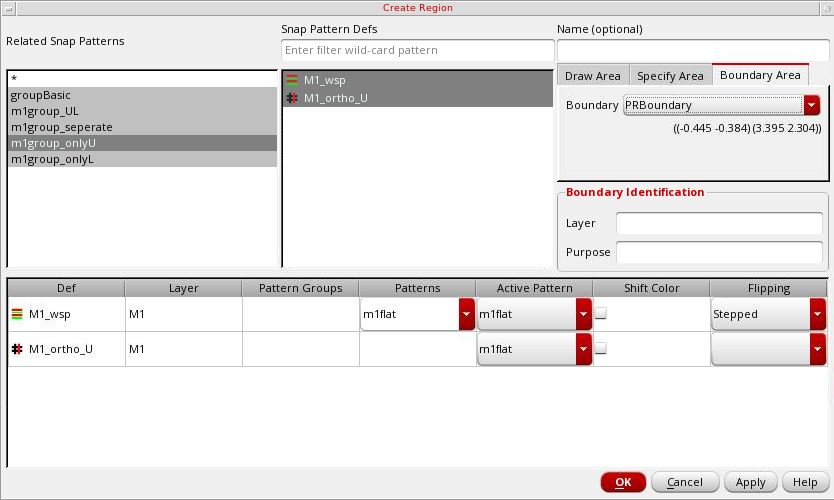 Create Region
Related Snap Patterns
*
groupBasic
m1group_UL
m1group_seperate
m1group_onlyU
m1group_onlyL
Snap Pattern Defs
Enter filter wild-card pattern
M1_wsp
M1_ortho_U
Name (optional)
Draw Area Specify Area Boundary Area
Boundary PRBoundary
((-0.445 -0.384) (3.395 2.304))
Boundary Identification
Layer
Purpose
Def Layer Pattern Groups Patterns Active Pattern Shift Color Flipping
M1_wsp M1 m1flat m1flat Stepped
M1_ortho_U M1 m1flat
OK Cancel Apply Help